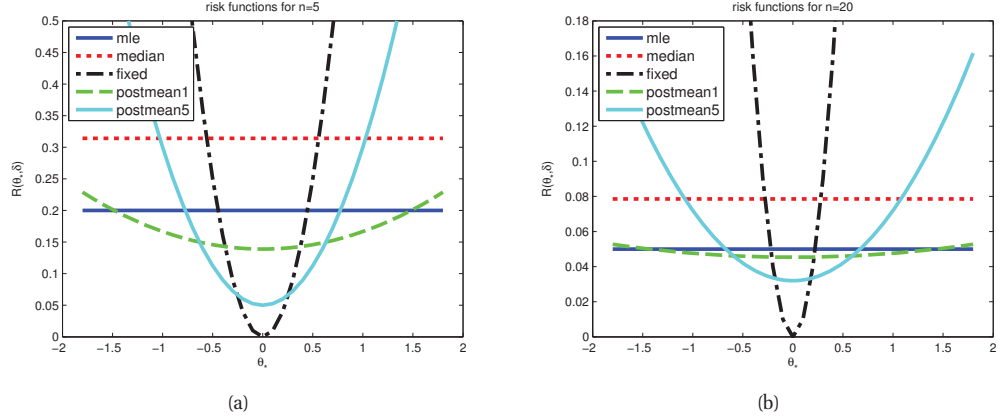 risk functions for n=5
0.5
0.45
0.4
0.35
0.3
0.25
0.2
0.15
0.1
0.05
0
R(θ*,δ)
mle
median
fixed
postmean1
postmean5
−2
−1.5
−1
−0.5
0
0.5
1
1.5
2
θ*
(a)
risk functions for n=20
0.18
0.16
0.14
0.12
0.1
0.08
0.06
0.04
0.02
0
R(θ*,δ)
mle
median
fixed
postmean1
postmean5
−2
−1.5
−1
−0.5
0
0.5
1
1.5
2
θ*
(b)